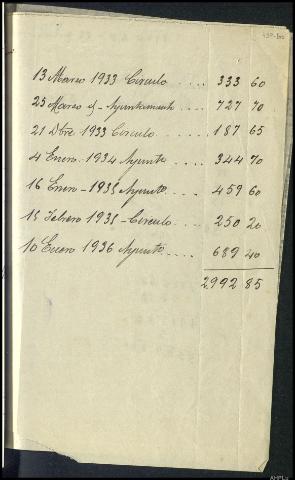 13 Marzo 1933 Circulo .... 333 60
25 Marzo " - Ayuntamiento .. 727 70
21 Dbre 1933 Circulo ..... 187 65
4 Enero 1934 Ayunto .... 344 70
16 Enero - 1935 Ayunto .... 459 60
15 Febrero 1935 - Circulo .... 250 20
10 Enero 1936 Ayunto .... 689 40
2992 85
AHPLu